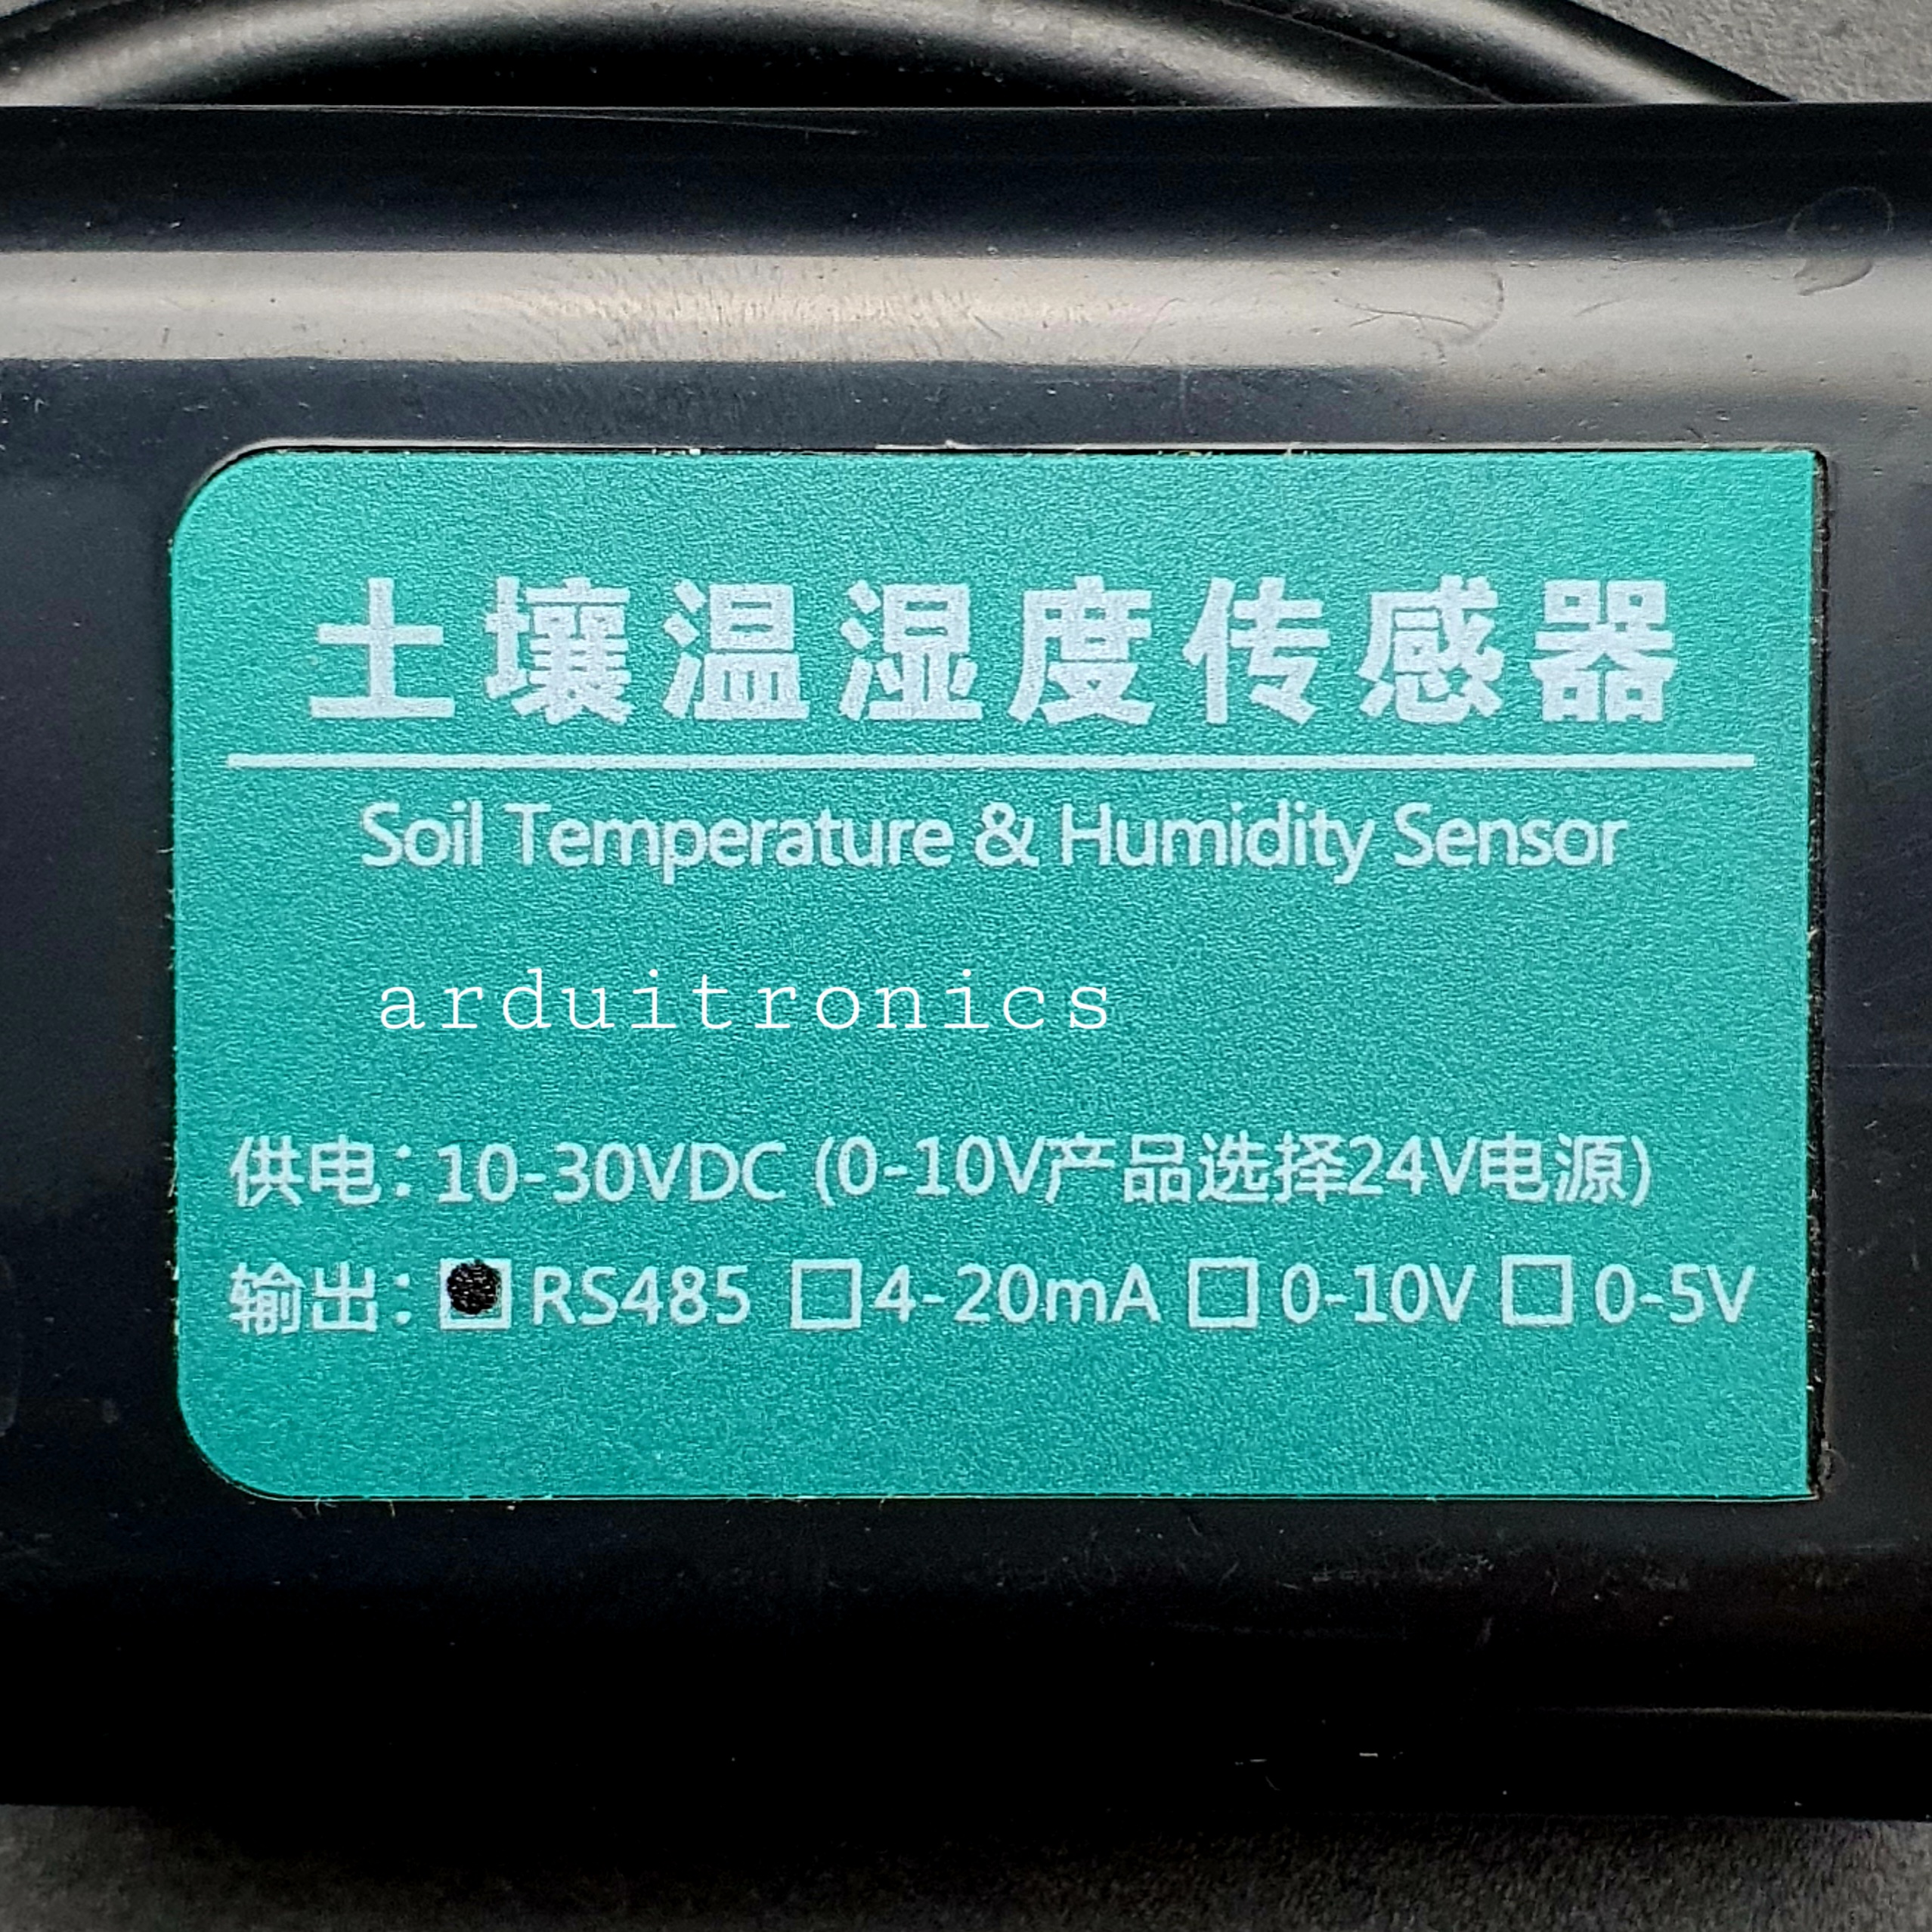 土壤温湿度传感器
Soil Temperature & Humidity Sensor
arduitronics
供电：10-30VDC (0-10V产品选择24V电源)
输出：RS485 4-20mA 0-10V 0-5V